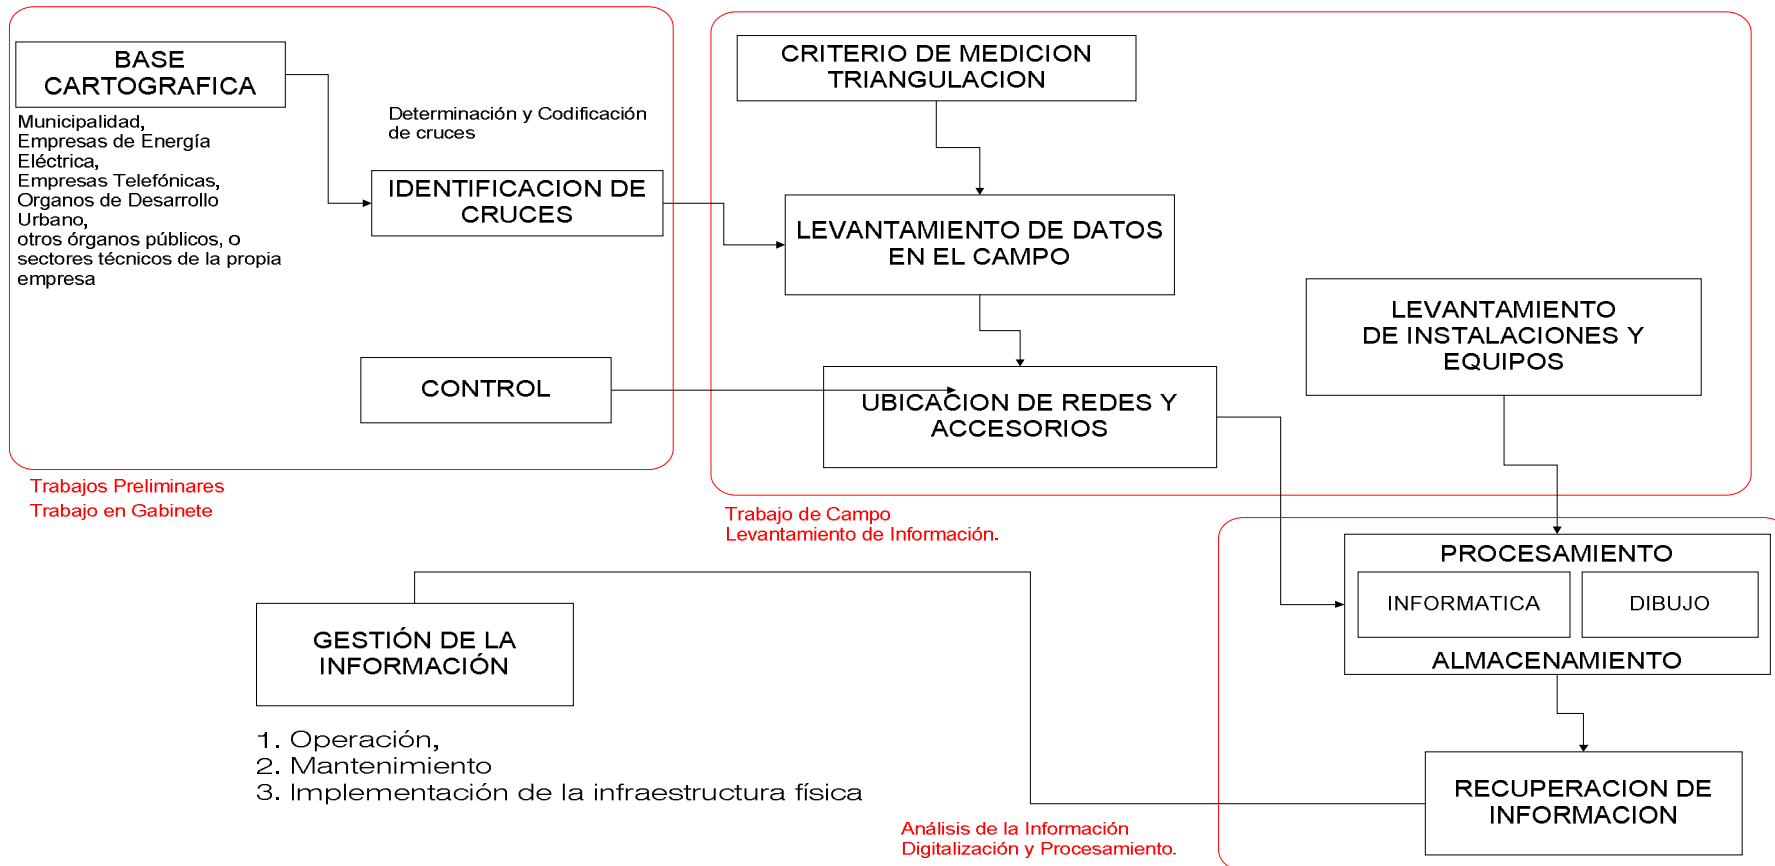 BASE
CARTOGRAFICA
Municipalidad,
Empresas de Energía
Eléctrica,
Empresas Telefónicas,
Organos de Desarrollo
Urbano,
otros órganos públicos, o
sectores técnicos de la propia
empresa
Determinación y Codificación
de cruces
IDENTIFICACION DE
CRUCES
CONTROL
Trabajos Preliminares
Trabajo en Gabinete
CRITERIO DE MEDICION
TRIANGULACION
LEVANTAMIENTO DE DATOS
EN EL CAMPO
UBICACION DE REDES Y
ACCESORIOS
LEVANTAMIENTO
DE INSTALACIONES Y
EQUIPOS
Trabajo de Campo
Levantamiento de Información.
PROCESAMIENTO
INFORMATICA
DIBUJO
ALMACENAMIENTO
RECUPERACION DE
INFORMACION
Análisis de la Información
Digitalización y Procesamiento.
GESTIÓN DE LA
INFORMACIÓN
1. Operación,
2. Mantenimiento
3. Implementación de la infraestructura física